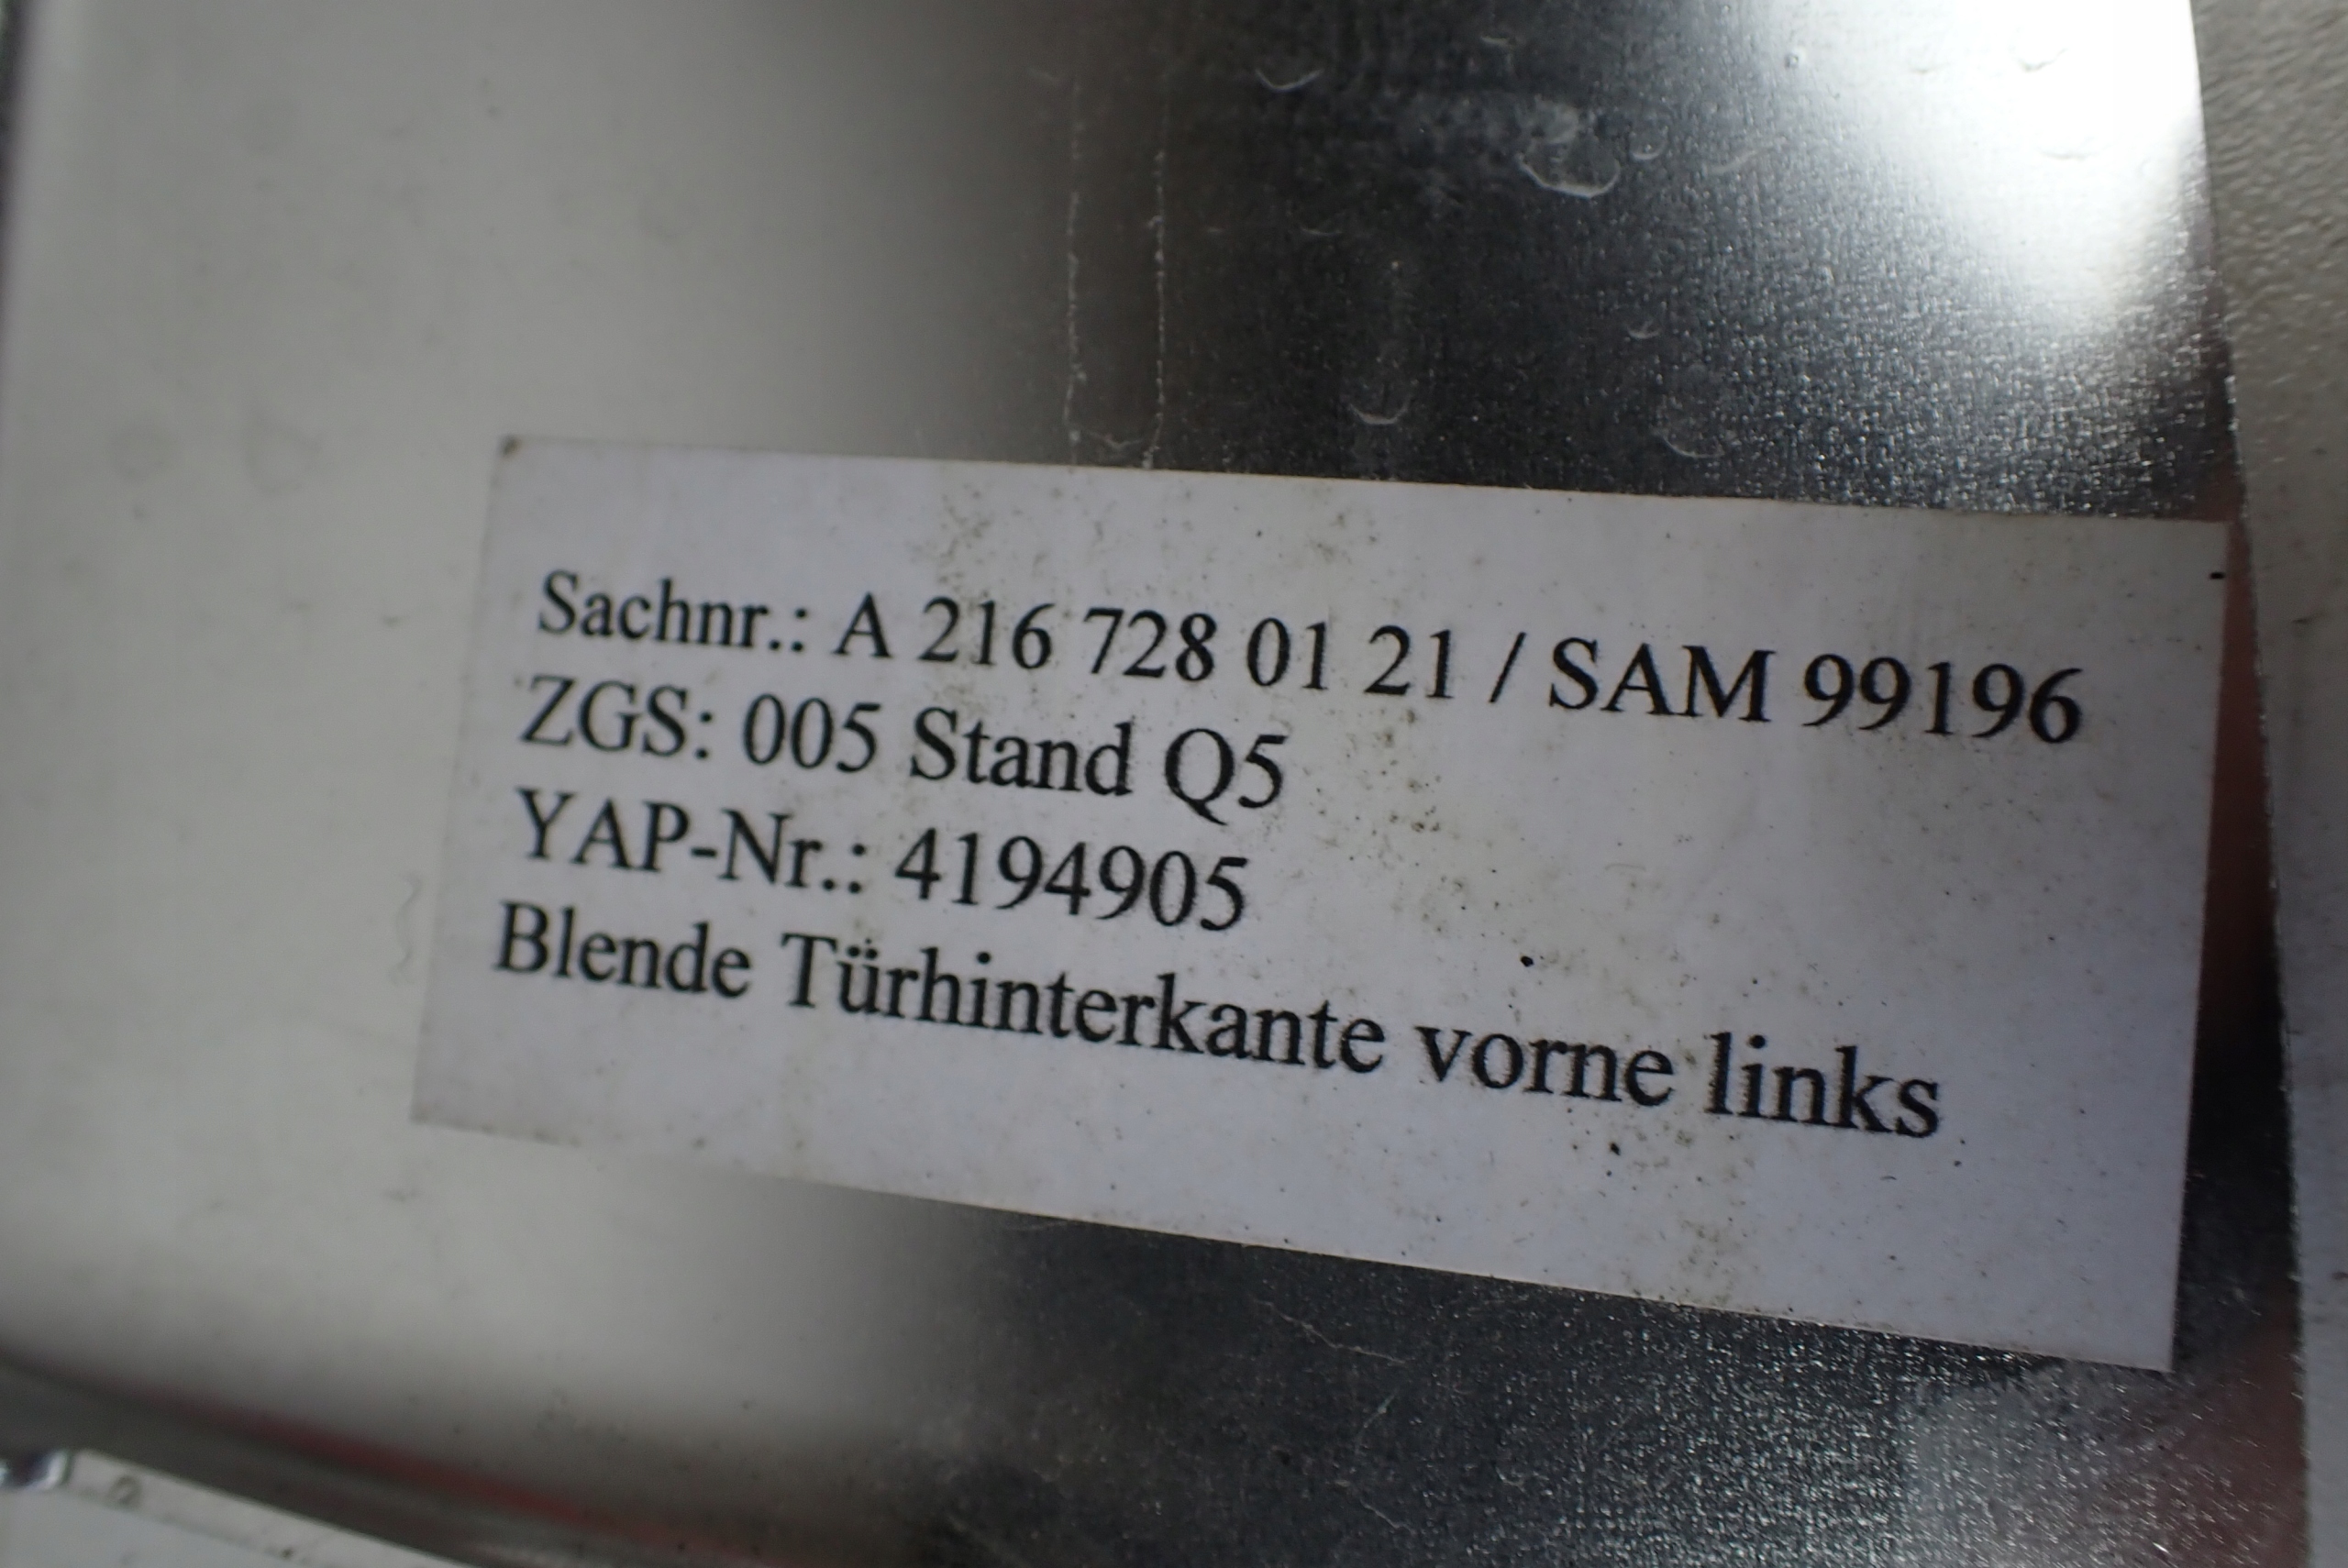 Sachnr.: A 216 728 01 21 / SAM 99196
ZGS: 005 Stand Q5
YAP-Nr.: 4194905
Blende Türhinterkante vorne links